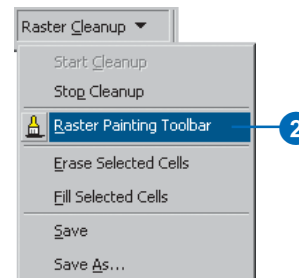 Raster Cleanup
Start Cleanup
Stop Cleanup
Raster Painting Toolbar
2
Erase Selected Cells
Fill Selected Cells
Save
Save As...